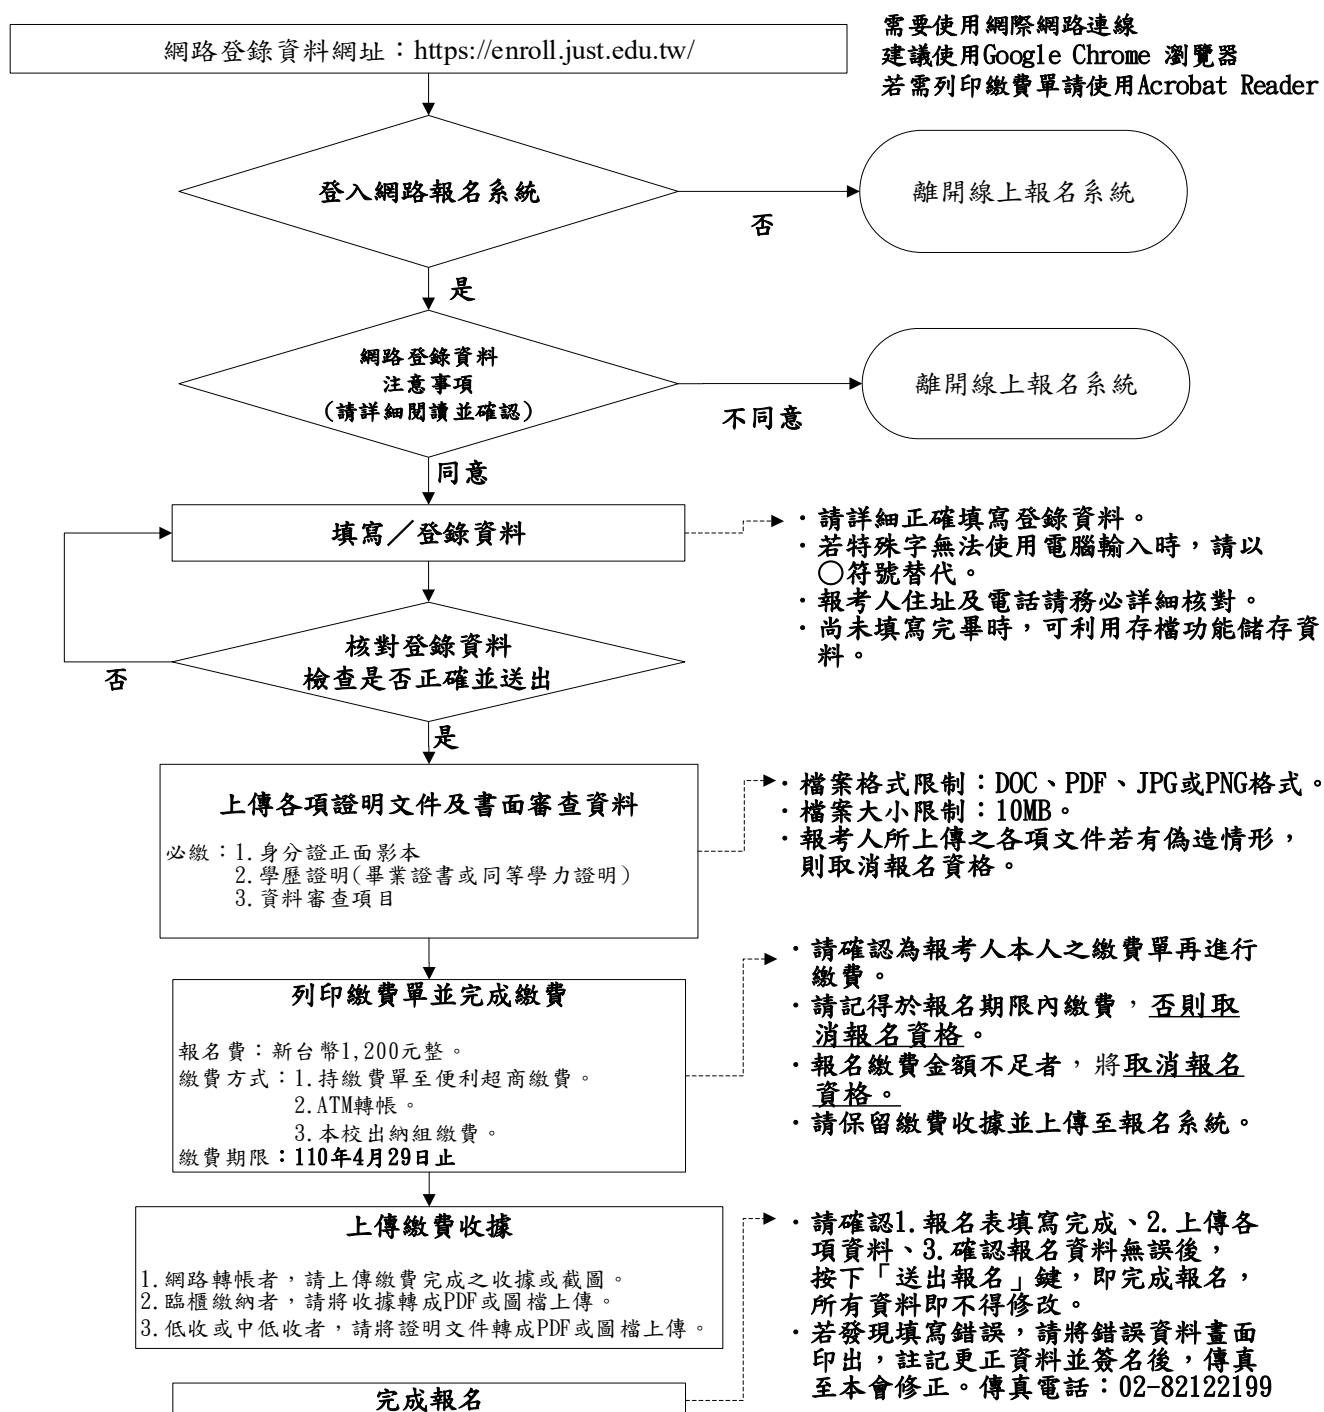 需要使用網際網路連線
建議使用Google Chrome 瀏覽器
若需列印繳費單請使用Acrobat Reader
網路登錄資料網址：https://enroll.just.edu.tw/
登入網路報名系統
否
離開線上報名系統
是
網路登錄資料
注意事項
(請詳細閱讀並確認)
不同意
離開線上報名系統
同意
填寫／登錄資料
·請詳細正確填寫登錄資料。
·若特殊字無法使用電腦輸入時，請以
○符號替代。
·報考人住址及電話請務必詳細核對。
·尚未填寫完畢時，可利用存檔功能儲存資
料。
核對登錄資料
檢查是否正確並送出
否
是
上傳各項證明文件及書面審查資料
必繳：1.身分證正面影本
2.學歷證明(畢業證書或同等學力證明)
3.資料審查項目
·檔案格式限制：DOC、PDF、JPG或PNG格式。
·檔案大小限制：10MB。
·報考人所上傳之各項文件若有偽造情形，
則取消報名資格。
列印繳費單並完成繳費
報名費：新台幣1,200元整。
繳費方式：1.持繳費單至便利超商繳費。
2.ATM轉帳。
3.本校出納組繳費。
繳費期限：110年4月29日止
·請確認為報考人本人之繳費單再進行
繳費。
·請記得於報名期限內繳費，否則取
消報名資格。
·報名繳費金額不足者，將取消報名
資格。
·請保留繳費收據並上傳至報名系統。
上傳繳費收據
1.網路轉帳者，請上傳繳費完成之收據或截圖。
2.臨櫃繳納者，請將收據轉成PDF或圖檔上傳。
3.低收或中低收者，請將證明文件轉成PDF或圖檔上傳。
·請確認1.報名表填寫完成、2.上傳各
項資料、3.確認報名資料無誤後，
按下「送出報名」鍵，即完成報名，
所有資料即不得修改。
·若發現填寫錯誤，請將錯誤資料畫面
印出，註記更正資料並簽名後，傳真
至本會修正。傳真電話：02-82122199
完成報名